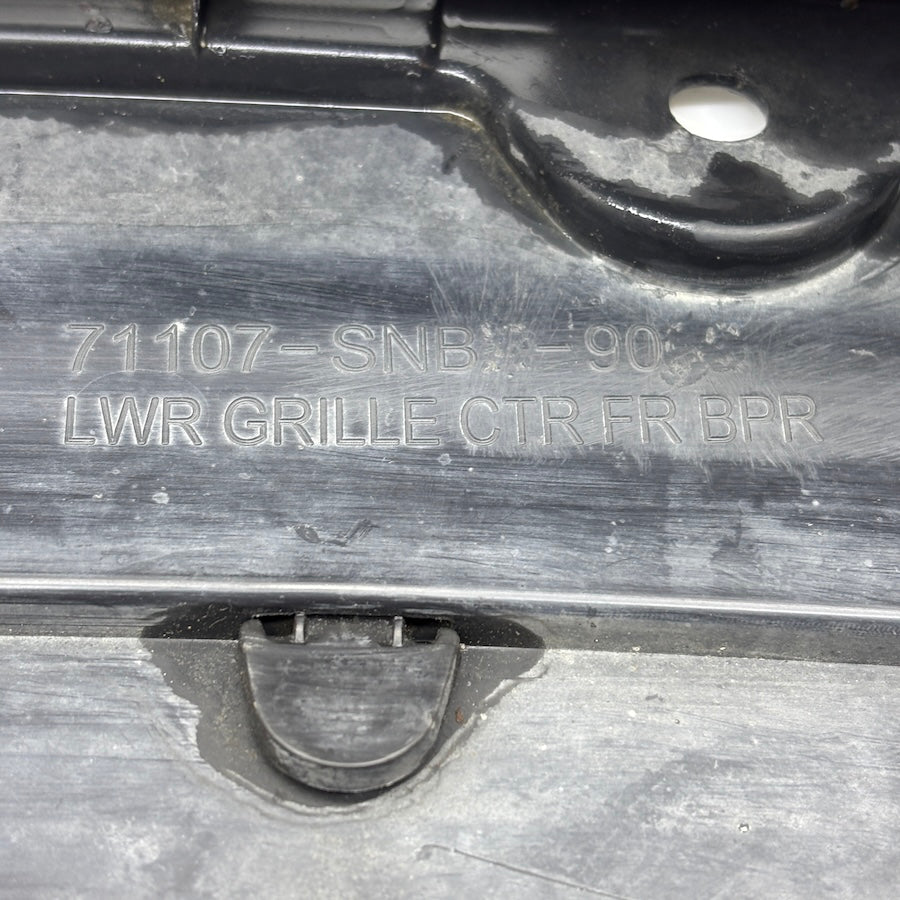 71107-SNB -90
LWR GRILLE CTR FR BPR